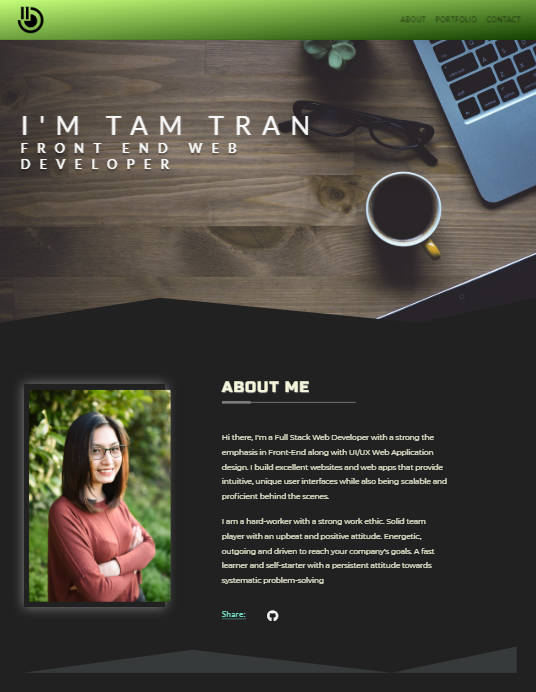 ABOUT PORTFOLIO CONTACT
I'M TAM TRAN
FRONT END WEB
DEVELOPER
ABOUT ME
Hi there, I'm a Full Stack Web Developer with a strong the
emphasis in Front-End along with UI/UX Web Application
design. I build excellent websites and web apps that provide
intuitive, unique user interfaces while also being scalable and
proficient behind the scenes.
I am a hard-worker with a strong work ethic. Solid team
player with an upbeat and positive attitude. Energetic,
outgoing and driven to reach your company's goals. A fast
learner and self-starter with a persistent attitude towards
systematic problem-solving
Share: